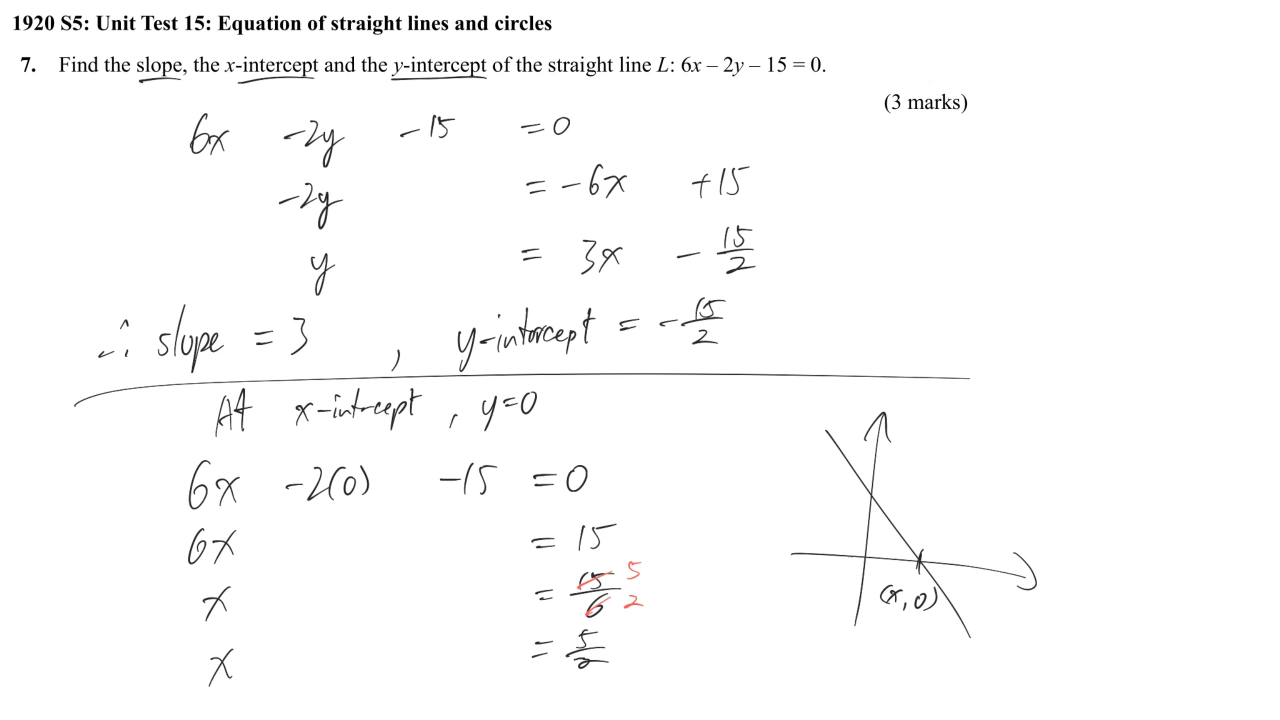 1920 S5: Unit Test 15: Equation of straight lines and circles
7. Find the slope, the x-intercept and the y-intercept of the straight line L: 6x – 2y – 15 = 0.
(3 marks)
6x -2y -15 =0
-2y = -6x +15
y = 3x - 15/2
∴ slope = 3 , y-intercept = -15/2
At x-intrcept , y=0
6x -2(0) -15 =0
6x = 15
x = 15/6 5 2
x = 5/2
(x, 0)